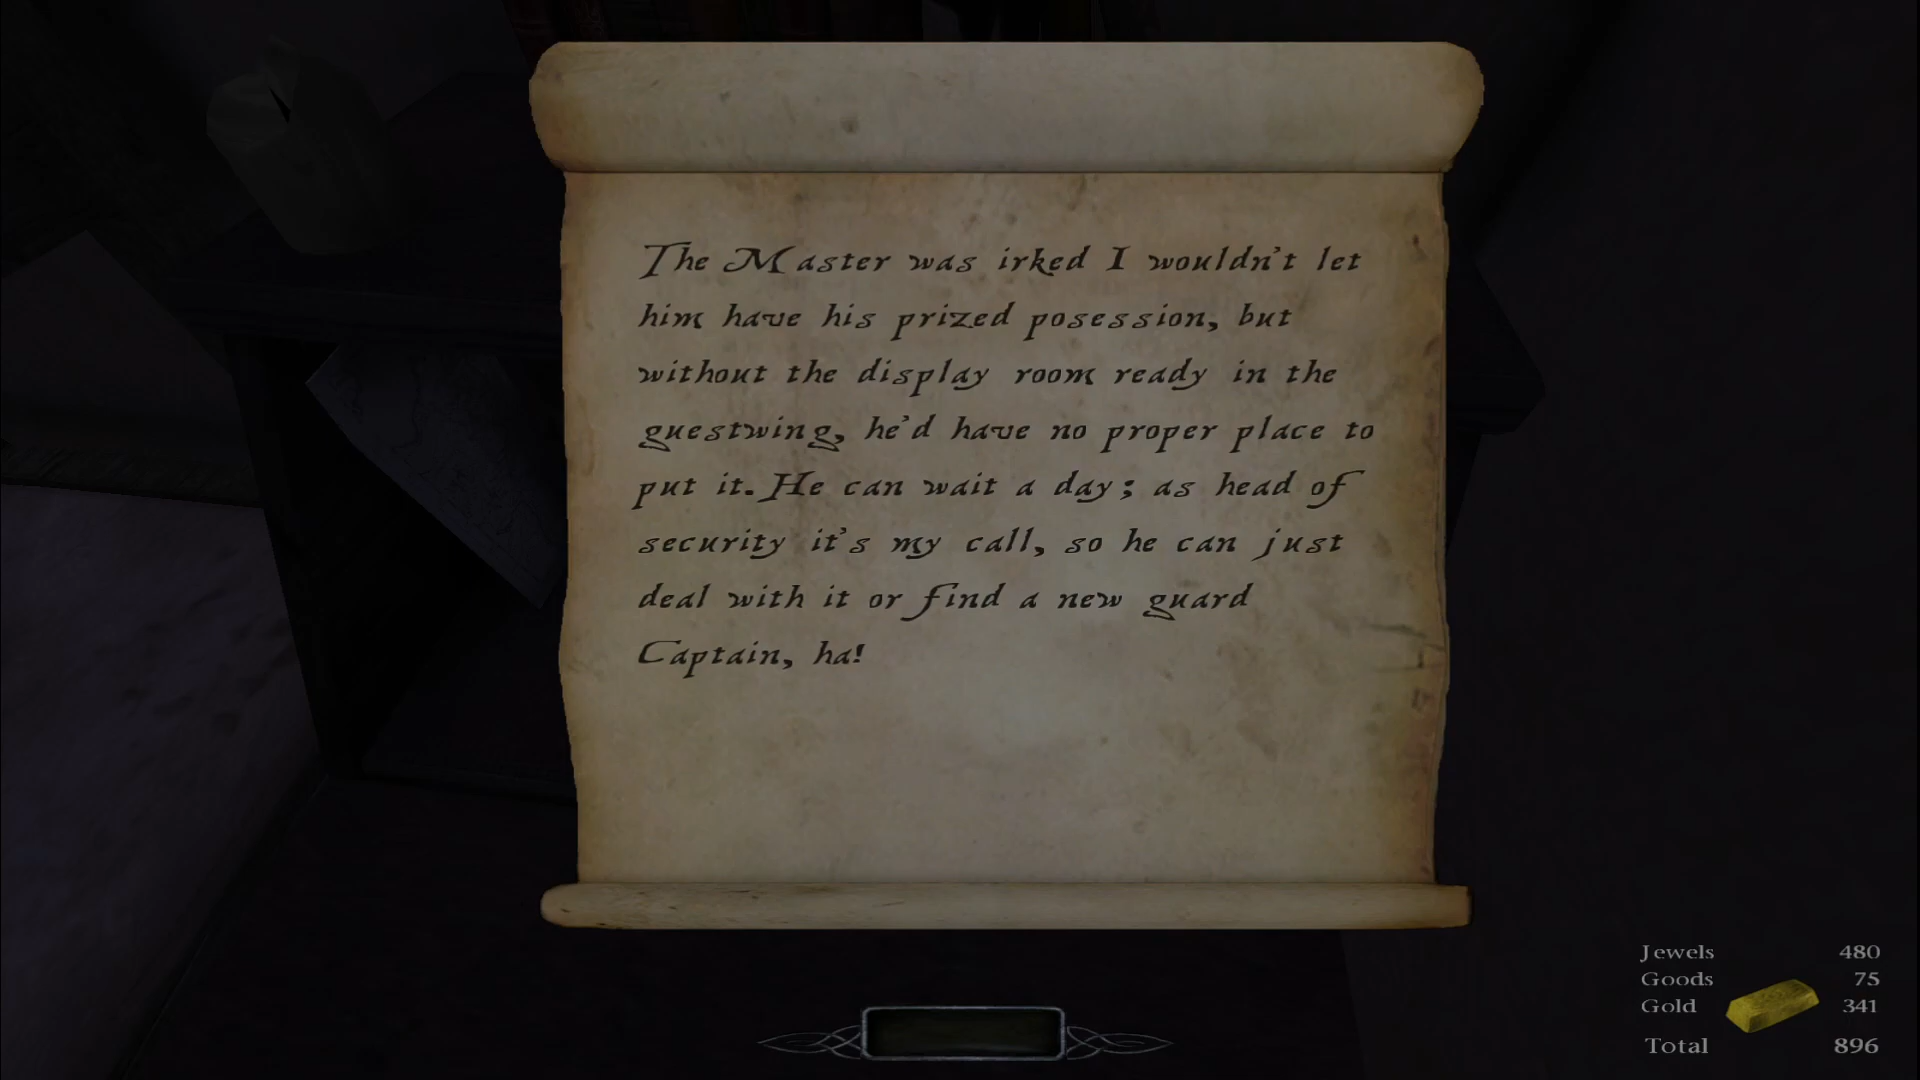 The Master was irked I wouldn't let
him have his prized posession, but
without the display room ready in the
guestwing, he'd have no proper place to
put it. He can wait a day; as head of
security it's my call, so he can just
deal with it or find a new guard
Captain, ha!
Jewels 480
Goods 75
Gold 341
Total 896